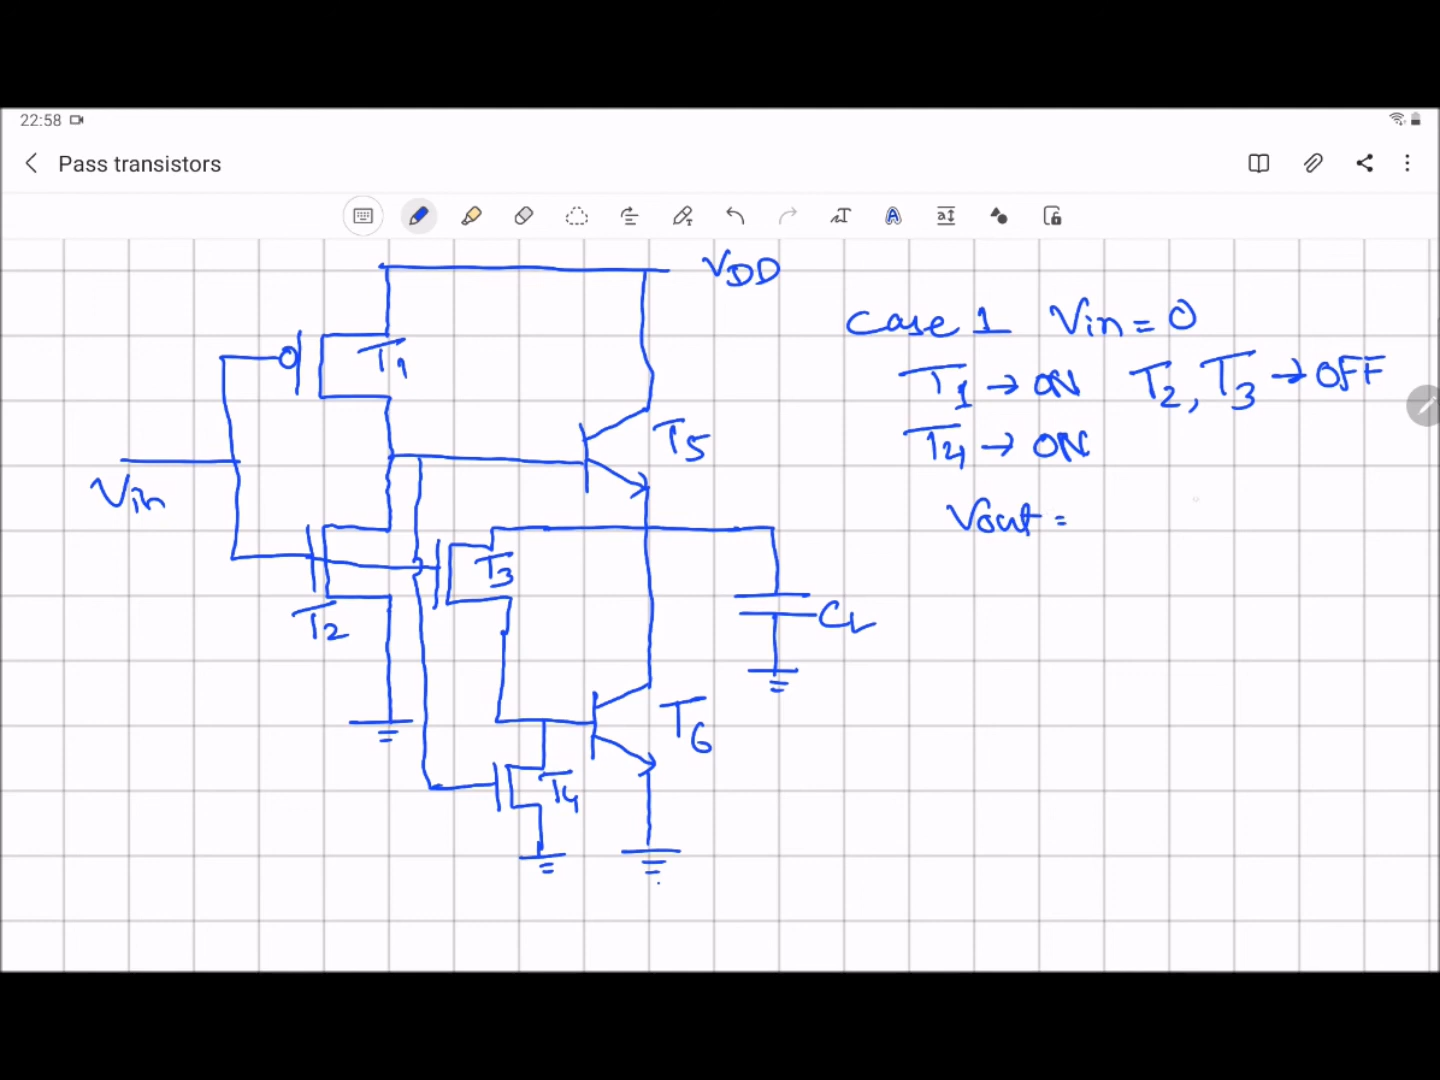 22:58
Pass transistors
VDD
Case 1 Vin = 0
T1
T1 → ON T2, T3 → OFF
T5
T4 → ON
Vin
Vout =
T3
T2
CL
T6
T4